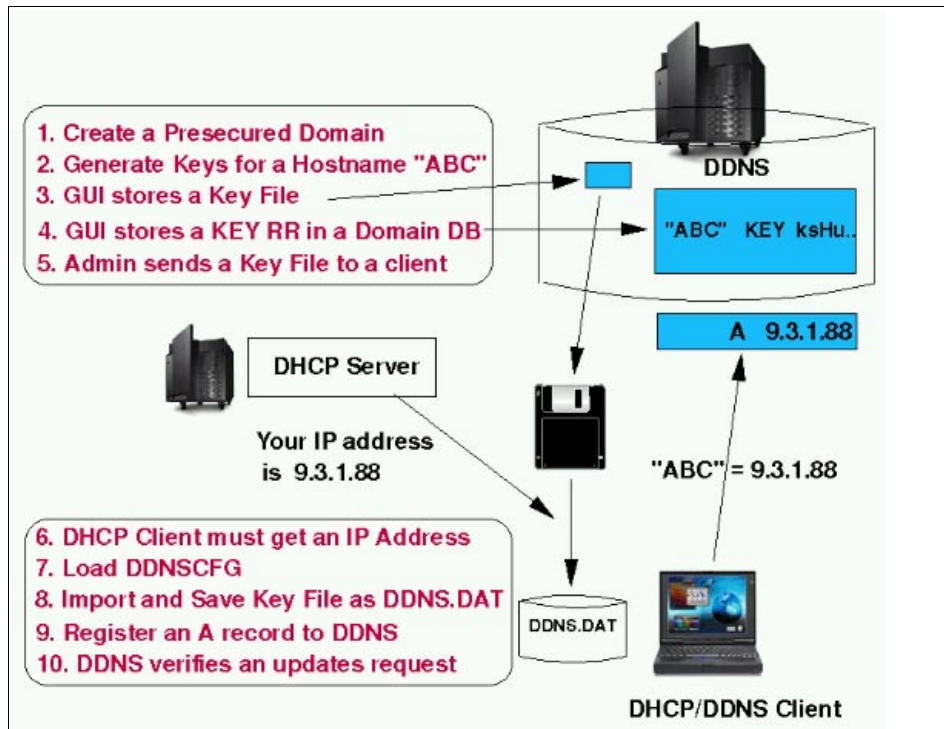 DDNS
1. Create a Presecured Domain
2. Generate Keys for a Hostname "ABC"
3. GUI stores a Key File
4. GUI stores a KEY RR in a Domain DB
5. Admin sends a Key File to a client
"ABC" KEY ksHu..
A 9.3.1.88
DHCP Server
Your IP address
is 9.3.1.88
"ABC" = 9.3.1.88
6. DHCP Client must get an IP Address
7. Load DDNSCFG
8. Import and Save Key File as DDNS.DAT
9. Register an A record to DDNS
10. DDNS verifies an updates request
DDNS.DAT
DHCP/DDNS Client